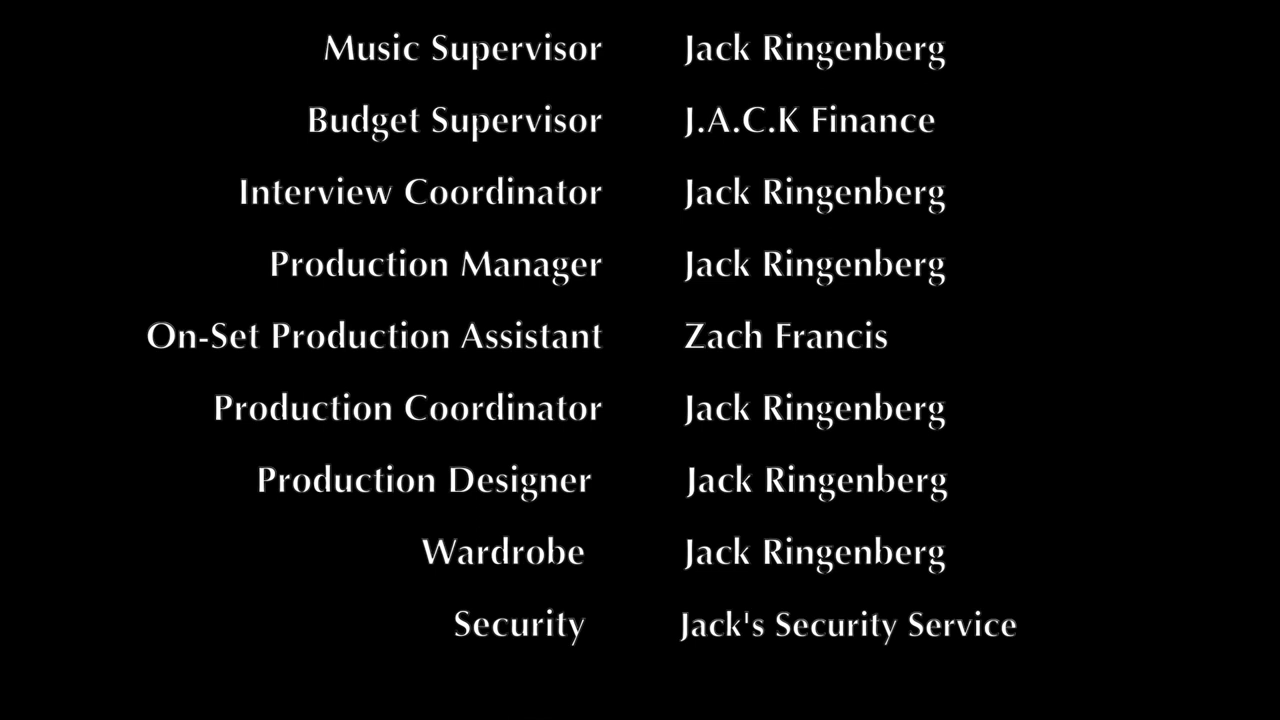 Music Supervisor Jack Ringenberg
Budget Supervisor J.A.C.K Finance
Interview Coordinator Jack Ringenberg
Production Manager Jack Ringenberg
On-Set Production Assistant Zach Francis
Production Coordinator Jack Ringenberg
Production Designer Jack Ringenberg
Wardrobe Jack Ringenberg
Security Jack's Security Service